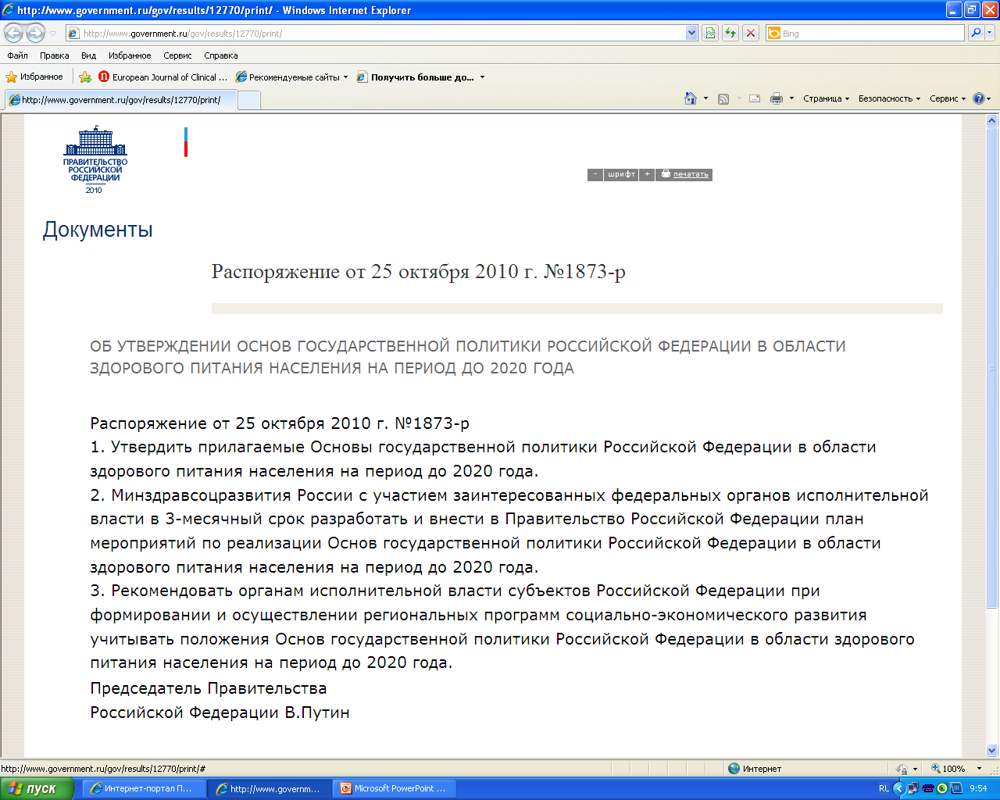 http://www.government.ru/gov/results/12770/print/ - Windows Internet Explorer
http://www.government.ru/gov/results/12770/print/
Bing
Файл Правка Вид Избранное Сервис Справка
Избранное European Journal of Clinical ... Рекомендуемые сайты Получить больше до...
http://www.government.ru/gov/results/12770/print/ Страница Безопасность Сервис
ПРАВИТЕЛЬСТВО
РОССИЙСКОЙ
ФЕДЕРАЦИИ
2010
- шрифт + печатать
Документы
Распоряжение от 25 октября 2010 г. №1873-р
ОБ УТВЕРЖДЕНИИ ОСНОВ ГОСУДАРСТВЕННОЙ ПОЛИТИКИ РОССИЙСКОЙ ФЕДЕРАЦИИ В ОБЛАСТИ
ЗДОРОВОГО ПИТАНИЯ НАСЕЛЕНИЯ НА ПЕРИОД ДО 2020 ГОДА
Распоряжение от 25 октября 2010 г. №1873-р
1. Утвердить прилагаемые Основы государственной политики Российской Федерации в области
здорового питания населения на период до 2020 года.
2. Минздравсоцразвития России с участием заинтересованных федеральных органов исполнительной
власти в 3-месячный срок разработать и внести в Правительство Российской Федерации план
мероприятий по реализации Основ государственной политики Российской Федерации в области
здорового питания населения на период до 2020 года.
3. Рекомендовать органам исполнительной власти субъектов Российской Федерации при
формировании и осуществлении региональных программ социально-экономического развития
учитывать положения Основ государственной политики Российской Федерации в области здорового
питания населения на период до 2020 года.
Председатель Правительства
Российской Федерации В.Путин
http://www.government.ru/gov/results/12770/print/# Интернет 100%
пуск Интернет-портал П... http://www.governm... Microsoft PowerPoint ... RL 9:54